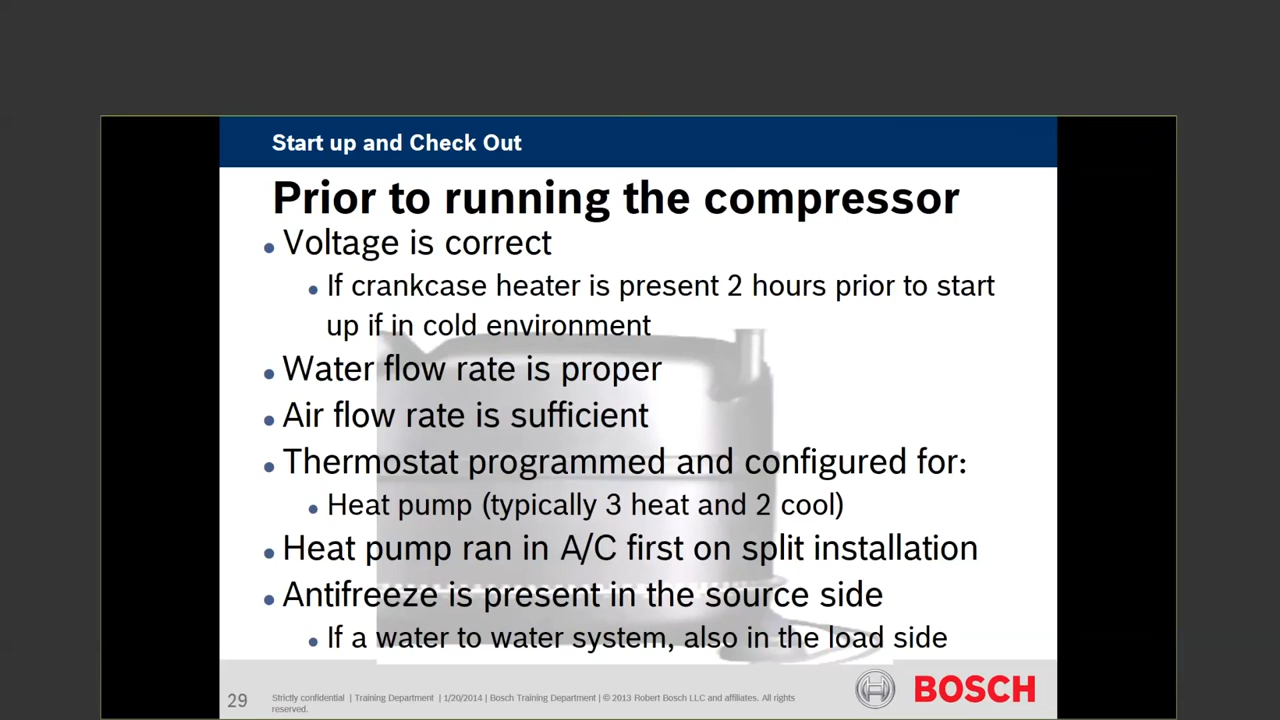 Start up and Check Out
Prior to running the compressor
• Voltage is correct
• If crankcase heater is present 2 hours prior to start
up if in cold environment
• Water flow rate is proper
• Air flow rate is sufficient
• Thermostat programmed and configured for:
• Heat pump (typically 3 heat and 2 cool)
• Heat pump ran in A/C first on split installation
• Antifreeze is present in the source side
• If a water to water system, also in the load side
29
Strictly confidential | Training Department | 1/20/2014 | Bosch Training Department | © 2013 Robert Bosch LLC and affiliates. All rights
reserved.
BOSCH